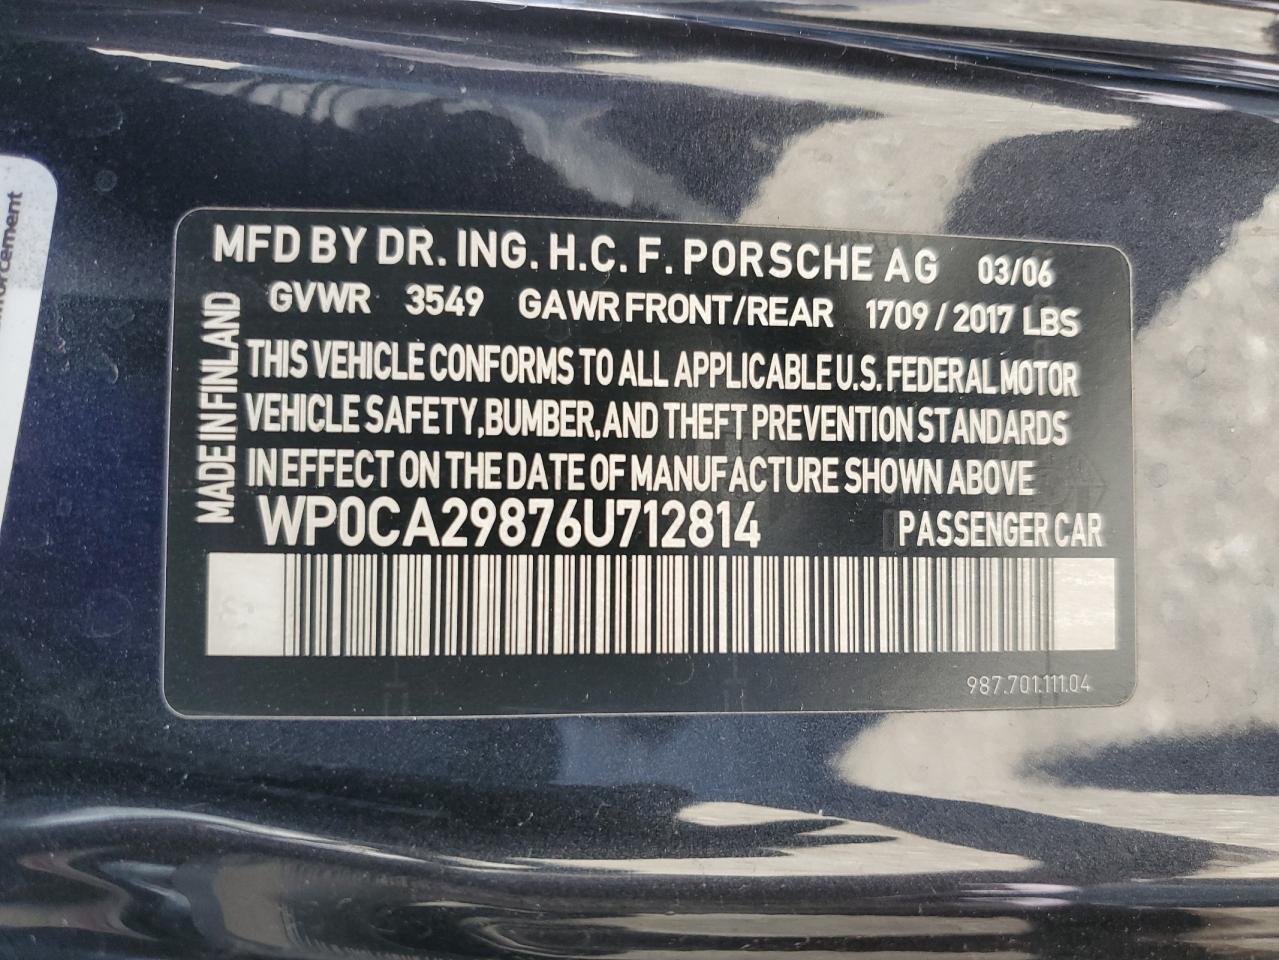 MFD BY DR. ING. H.C. F. PORSCHE AG 03/06
GVWR 3549 GAWR FRONT/REAR 1709 / 2017 LBS
MADE IN FINLAND
THIS VEHICLE CONFORMS TO ALL APPLICABLE U.S. FEDERAL MOTOR
VEHICLE SAFETY, BUMBER, AND THEFT PREVENTION STANDARDS
IN EFFECT ON THE DATE OF MANUFACTURE SHOWN ABOVE
WP0CA29876U712814 PASSENGER CAR
987.701.111.04